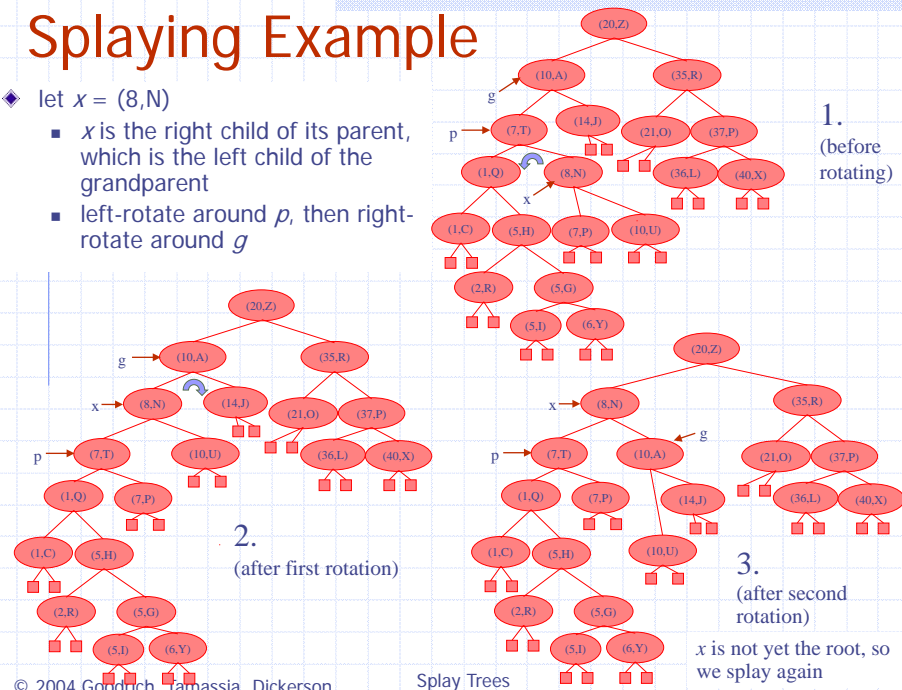 Splaying Example
let x = (8,N)
x is the right child of its parent,
which is the left child of the
grandparent
left-rotate around p, then right-
rotate around g
(20,Z)
(10,A)
(35,R)
g
p
(7,T)
(14,J)
(21,O)
(37,P)
(1,Q)
(8,N)
x
(36,L)
(40,X)
(1,C)
(5,H)
(7,P)
(10,U)
(2,R)
(5,G)
(5,I)
(6,Y)
1.
(before
rotating)
(20,Z)
g
(10,A)
(35,R)
x
(8,N)
(14,J)
(21,O)
(37,P)
p
(7,T)
(10,U)
(36,L)
(40,X)
(1,Q)
(7,P)
(1,C)
(5,H)
(2,R)
(5,G)
(5,I)
(6,Y)
2.
(after first rotation)
(20,Z)
x
(8,N)
(35,R)
g
p
(7,T)
(10,A)
(21,O)
(37,P)
(1,Q)
(7,P)
(14,J)
(36,L)
(40,X)
(1,C)
(5,H)
(10,U)
(2,R)
(5,G)
(5,I)
(6,Y)
3.
(after second
rotation)
x is not yet the root, so
we splay again
© 2004 Goodrich, Tamassia, Dickerson
Splay Trees